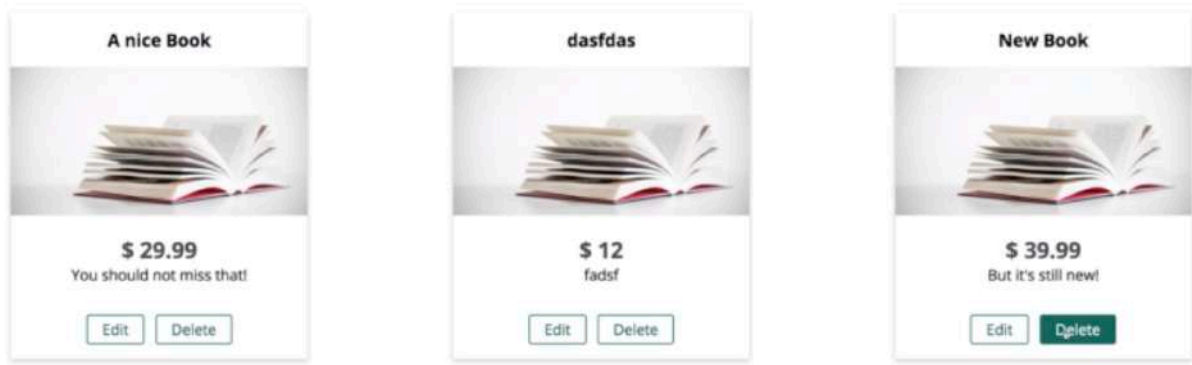 A nice Book
$ 29.99
You should not miss that!
Edit Delete
dasfdas
$ 12
fadsf
Edit Delete
New Book
$ 39.99
But it's still new!
Edit Delete